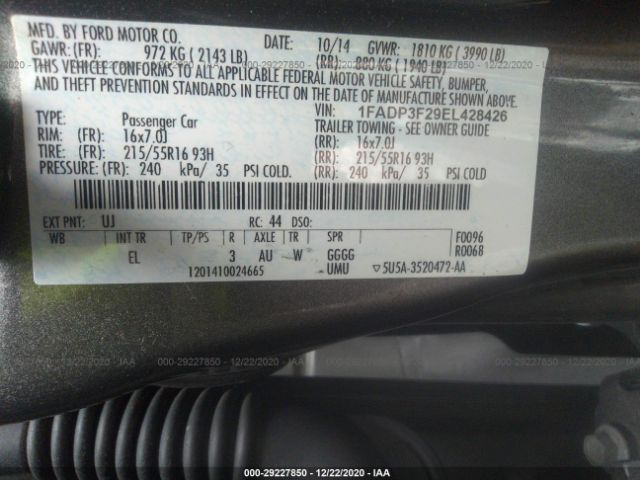 MFD. BY FORD MOTOR CO. DATE: 10/14 GVWR: 1810 KG ( 3990 LB)
GAWR: (FR): 972 KG ( 2143 LB) (RR): 880 KG ( 1940 LB)
THIS VEHICLE CONFORMS TO ALL APPLICABLE FEDERAL MOTOR VEHICLE SAFETY, BUMPER,
AND THEFT PREVENTION STANDARDS IN EFFECT ON THE DATE OF MANUFACTURE SHOWN ABOVE.
VIN: 1FADP3F29EL428426
TYPE: Passenger Car TRAILER TOWING - SEE OWNER GUIDE
RIM: (FR) 16x7.0J (RR): 16x7.0J
TIRE: (FR): 215/55R16 93H (RR): 215/55R16 93H
PRESSURE: (FR): 240 kPa/ 35 PSI COLD. (RR): 240 kPa/ 35 PSI COLD
EXT PNT: UJ RC: 44 DSO:
WB INT TR TP/PS R AXLE TR SPR F0096
EL 3 AU W GGGG R0068
1201410024665 UMU ▽5U5A-3520472-AA
000-29227850 - 12/22/2020 - IAA
000-29227850 - 12/22/2020 - IAA